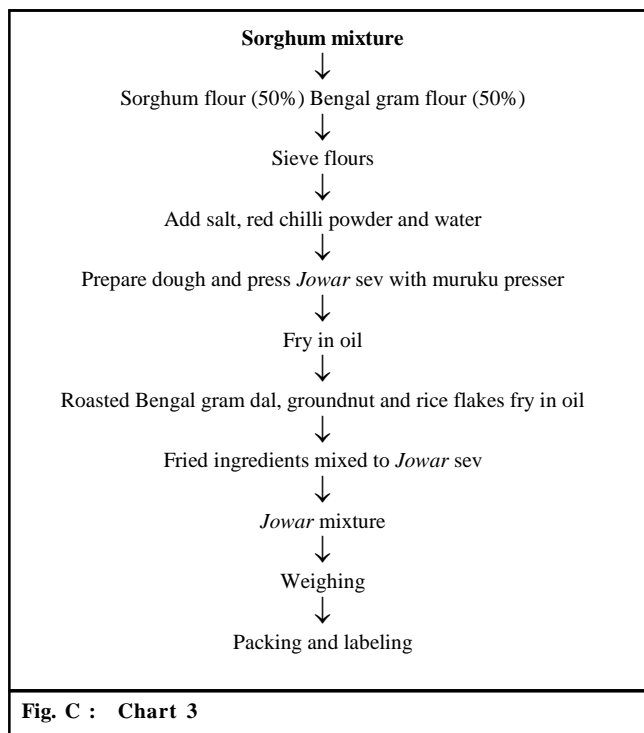 Sorghum mixture
Sorghum flour (50%) Bengal gram flour (50%)
Sieve flours
Add salt, red chilli powder and water
Prepare dough and press Jowar sev with muruku presser
Fry in oil
Roasted Bengal gram dal, groundnut and rice flakes fry in oil
Fried ingredients mixed to Jowar sev
Jowar mixture
Weighing
Packing and labeling
Fig. C : Chart 3